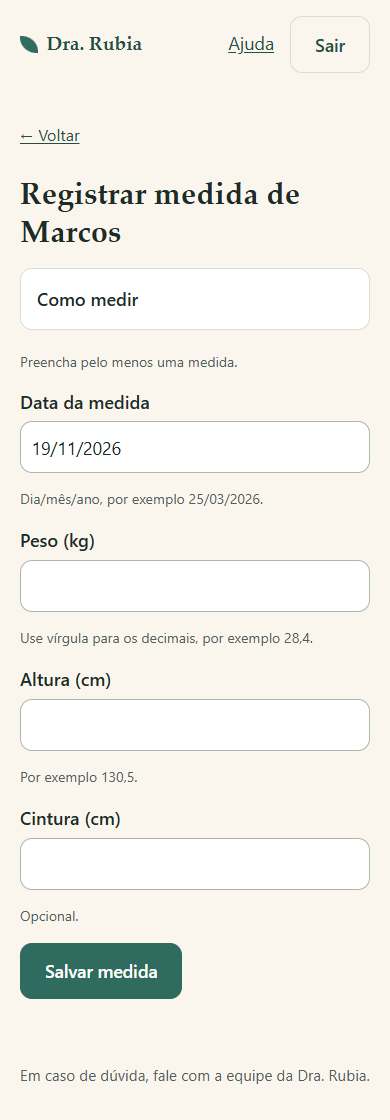 Dra. Rubia
Ajuda
Sair
← Voltar
Registrar medida de
Marcos
Como medir
Preencha pelo menos uma medida.
Data da medida
19/11/2026
Dia/mês/ano, por exemplo 25/03/2026.
Peso (kg)
Use vírgula para os decimais, por exemplo 28,4.
Altura (cm)
Por exemplo 130,5.
Cintura (cm)
Opcional.
Salvar medida
Em caso de dúvida, fale com a equipe da Dra. Rubia.